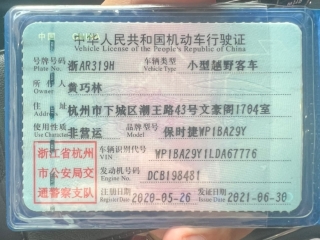 中华人民共和国机动车行驶证
Vehicle License of the People's Republic of China
号牌号码 浙AR319H 车辆类型 小型越野客车
Plate No. Vehicle Type
所有人 黄巧林
Owner
住址 杭州市下城区潮王路43号文豪阁1704室
Address
使用性质 非营运 品牌型号 保时捷WP1BA29Y
Use Character Model
浙江省杭州
市公安局交
通警察支队
车辆识别代号 WP1BA29Y1LDA67776
VIN
发动机号码 DCB198481
Engine No.
注册日期 2020-05-26 发证日期 2021-06-30
Register Date Issue Date